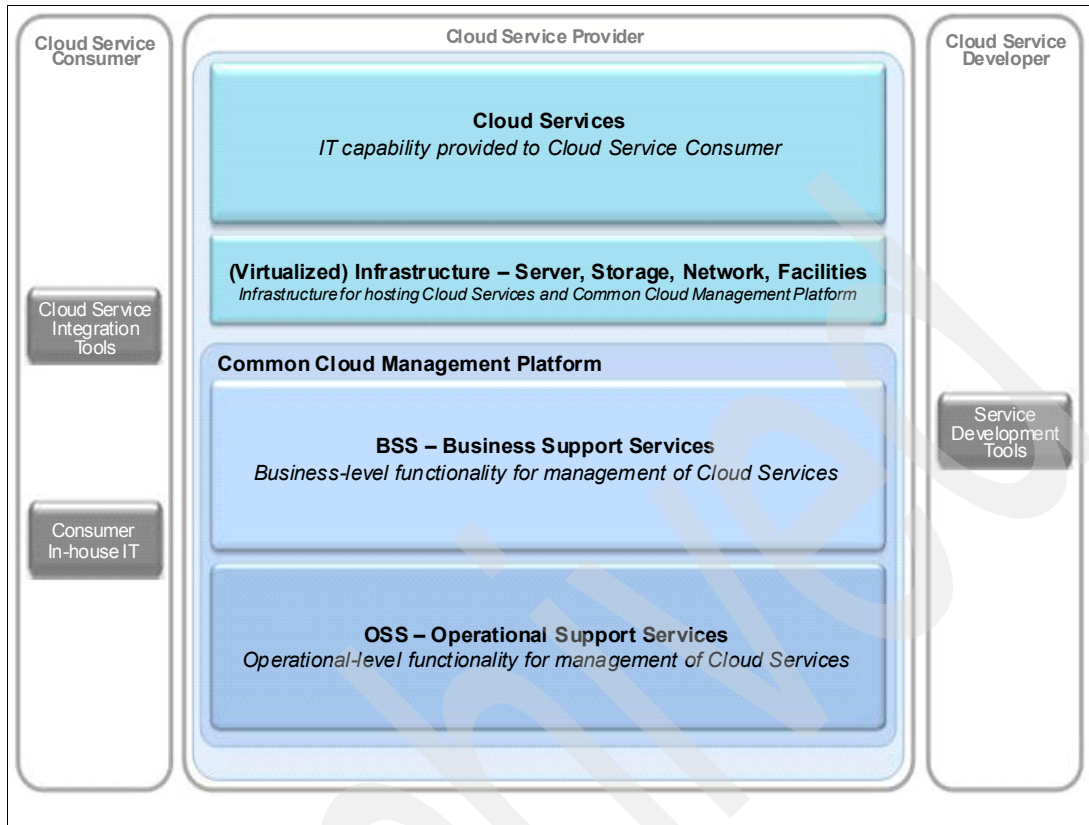 Cloud Service
Consumer
Cloud Service Provider
Cloud Service
Developer
Cloud Services
IT capability provided to Cloud Service Consumer
(Virtualized) Infrastructure – Server, Storage, Network, Facilities
Infrastructure for hosting Cloud Services and Common Cloud Management Platform
Cloud Service
Integration
Tools
Common Cloud Management Platform
BSS – Business Support Services
Business-level functionality for management of Cloud Services
Service
Development
Tools
Consumer
In-house IT
OSS – Operational Support Services
Operational-level functionality for management of Cloud Services